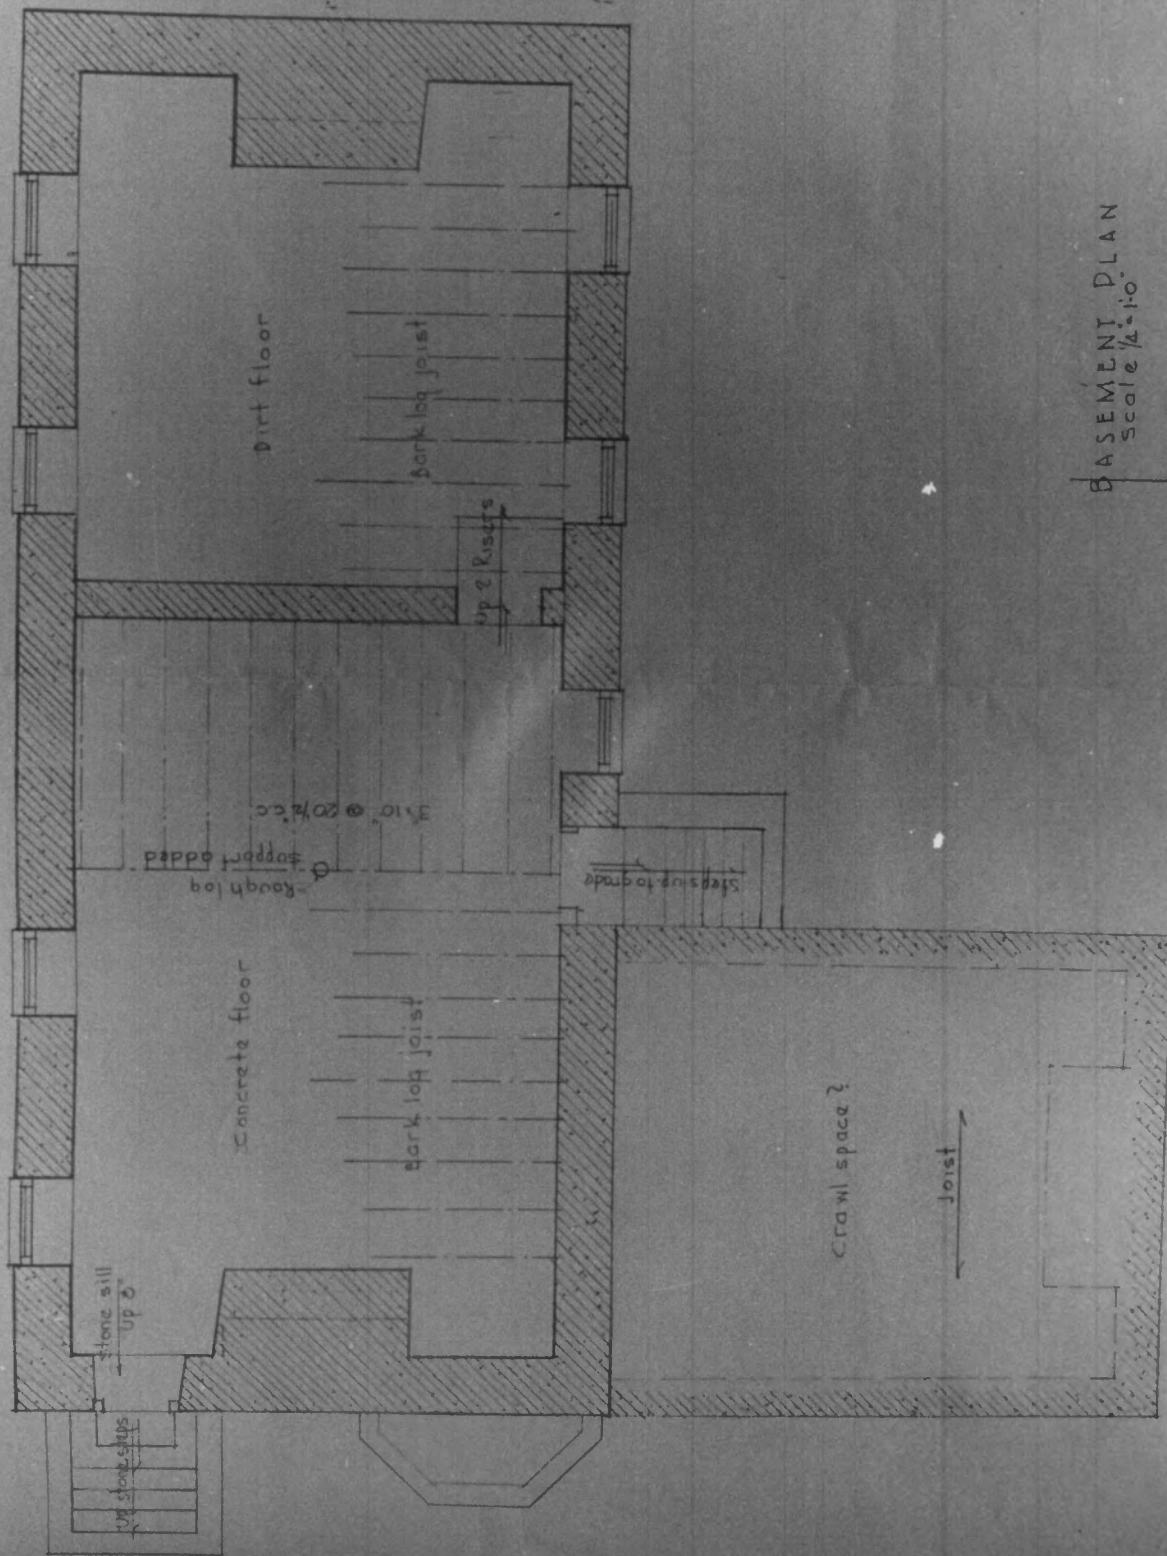 Dirt floor
Bark log joist
Up 2 Risers
3"x10" @ 20½" c.c.
Rough log
support added
Steps up to grade
Concrete floor
Bark log joist
Stone sill
up 8"
Up stone steps
Crawl space?
Joist
BASEMENT PLAN
Scale ¼"=1'-0"